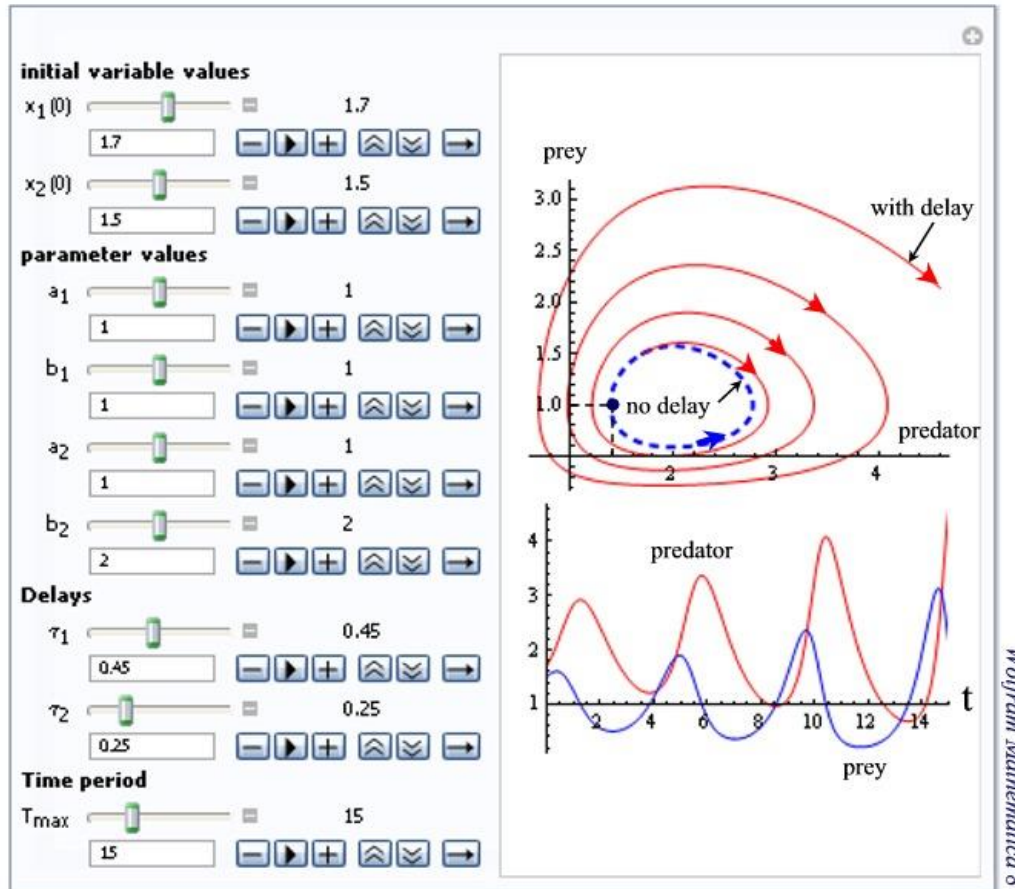 initial variable values
x1(0) 1.7
1.7
x2(0) 1.5
1.5
parameter values
a1 1
1
b1 1
1
a2 1
1
b2 2
2
Delays
τ1 0.45
0.45
τ2 0.25
0.25
Time period
Tmax 15
15
prey
3.0
with delay
2.5
2.0
1.5
1.0
no delay
predator
2 3 4
4
predator
3
2
1
t
2 4 6 8 10 12 14
prey
Wolfram Mathematica 8